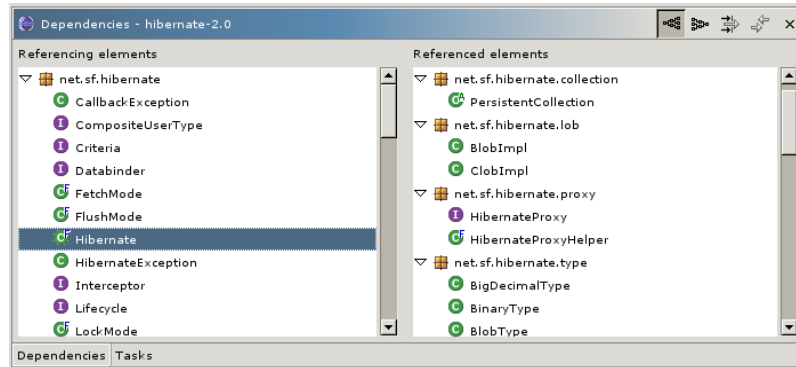 Dependencies - hibernate-2.0
Referencing elements
net.sf.hibernate
CallbackException
CompositeUserType
Criteria
Databinder
FetchMode
FlushMode
Hibernate
HibernateException
Interceptor
Lifecycle
LockMode
Referenced elements
net.sf.hibernate.collection
PersistentCollection
net.sf.hibernate.lob
BlobImpl
ClobImpl
net.sf.hibernate.proxy
HibernateProxy
HibernateProxyHelper
net.sf.hibernate.type
BigDecimalType
BinaryType
BlobType
Dependencies Tasks